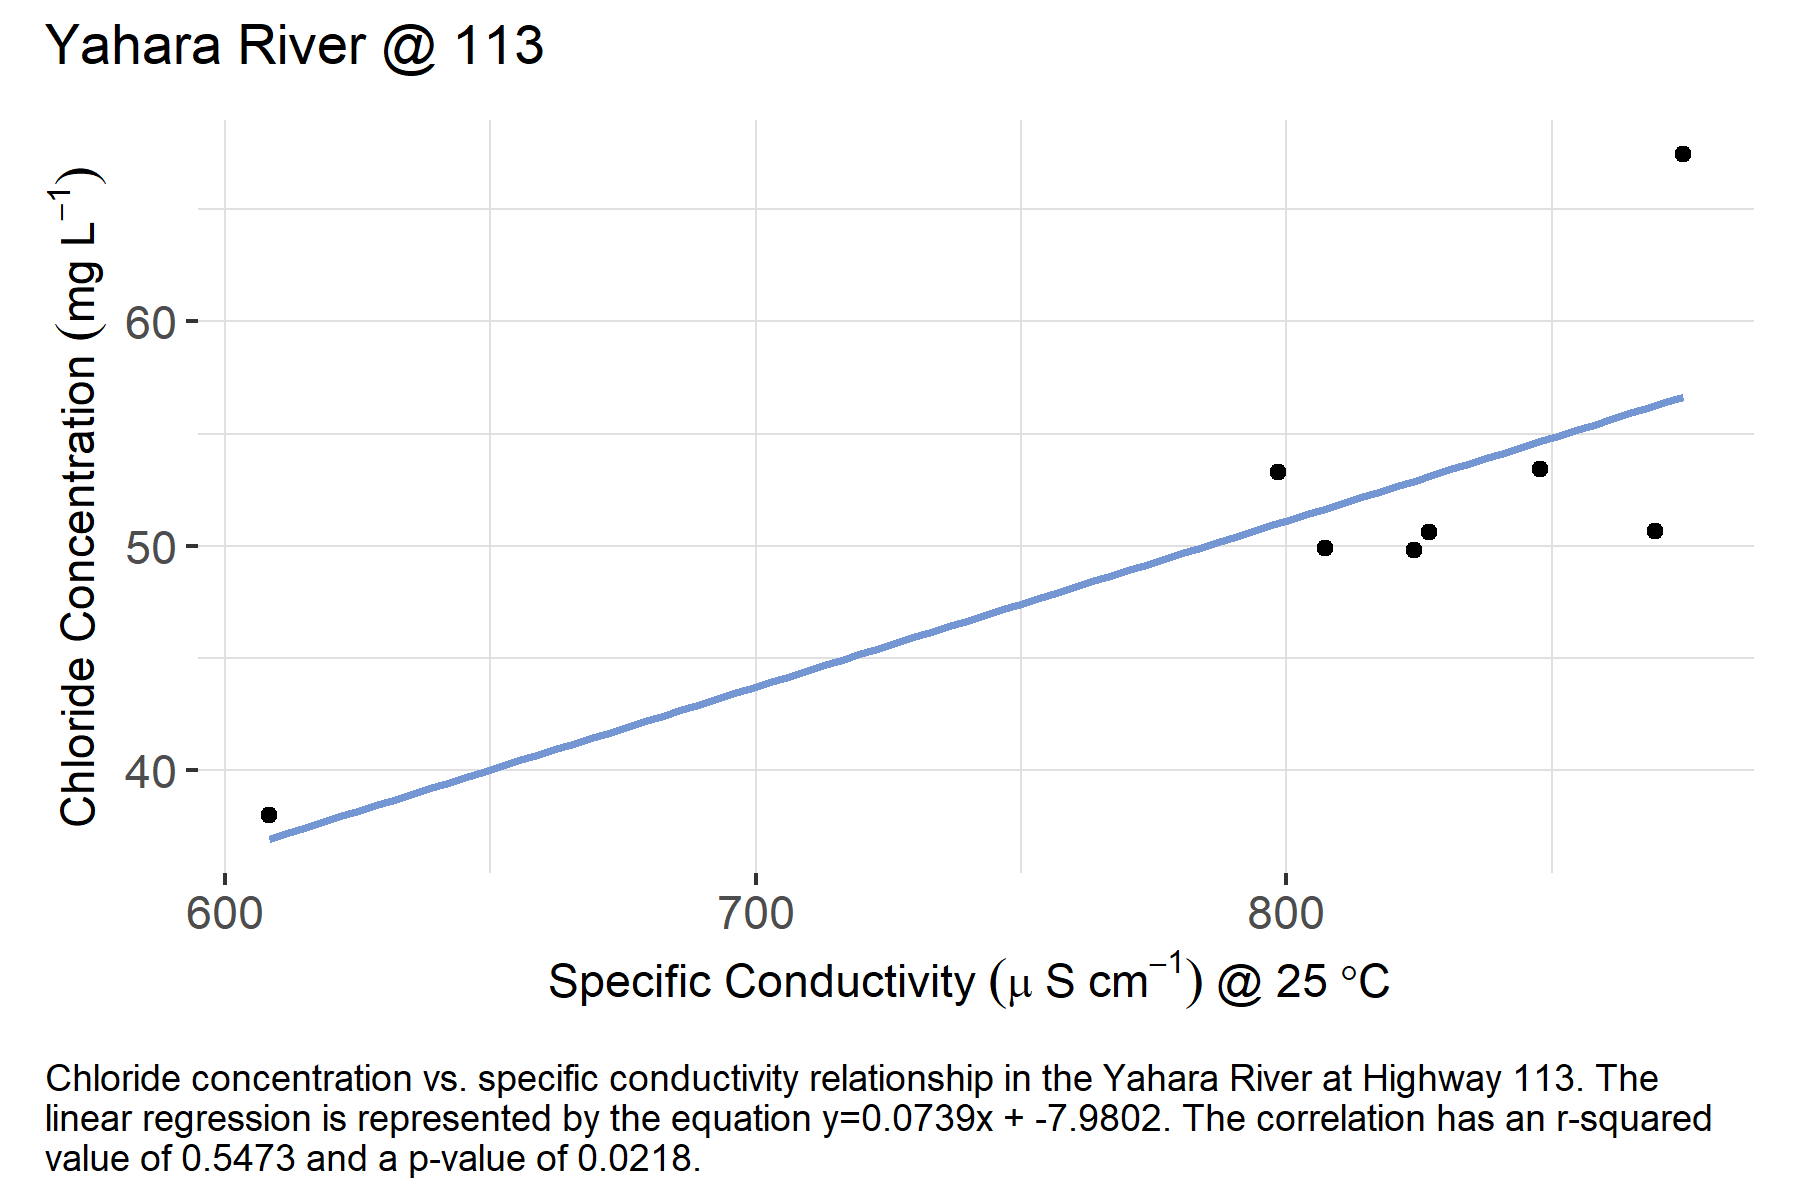 Yahara River @ 113
Chloride Concentration (mg L⁻¹)
60
50
40
600 700 800
Specific Conductivity (μ S cm⁻¹) @ 25 °C
Chloride concentration vs. specific conductivity relationship in the Yahara River at Highway 113. The
linear regression is represented by the equation y=0.0739x + -7.9802. The correlation has an r-squared
value of 0.5473 and a p-value of 0.0218.